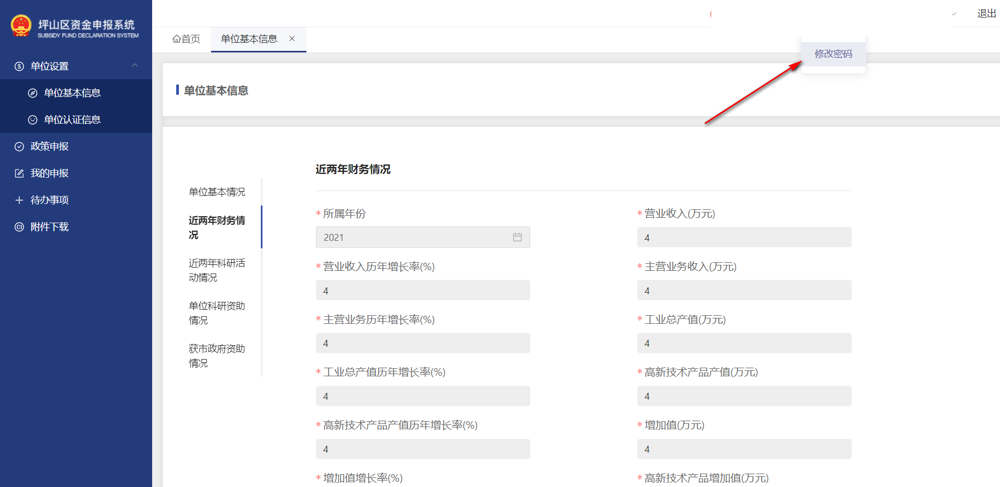 坪山区资金申报系统
SUBSIDY FUND DECLARATION SYSTEM
单位设置
单位基本信息
单位认证信息
政策申报
我的申报
待办事项
附件下载
退出
首页
单位基本信息
修改密码
单位基本信息
单位基本情况
近两年财务情
况
近两年科研活
动情况
单位科研资助
情况
获市政府资助
情况
近两年财务情况
* 所属年份
* 营业收入(万元)
2021
4
* 营业收入历年增长率(%)
* 主营业务收入(万元)
4
4
* 主营业务历年增长率(%)
* 工业总产值(万元)
4
4
* 工业总产值历年增长率(%)
* 高新技术产品产值(万元)
4
4
* 高新技术产品产值历年增长率(%)
* 增加值(万元)
4
4
* 增加值增长率(%)
* 高新技术产品增加值(万元)